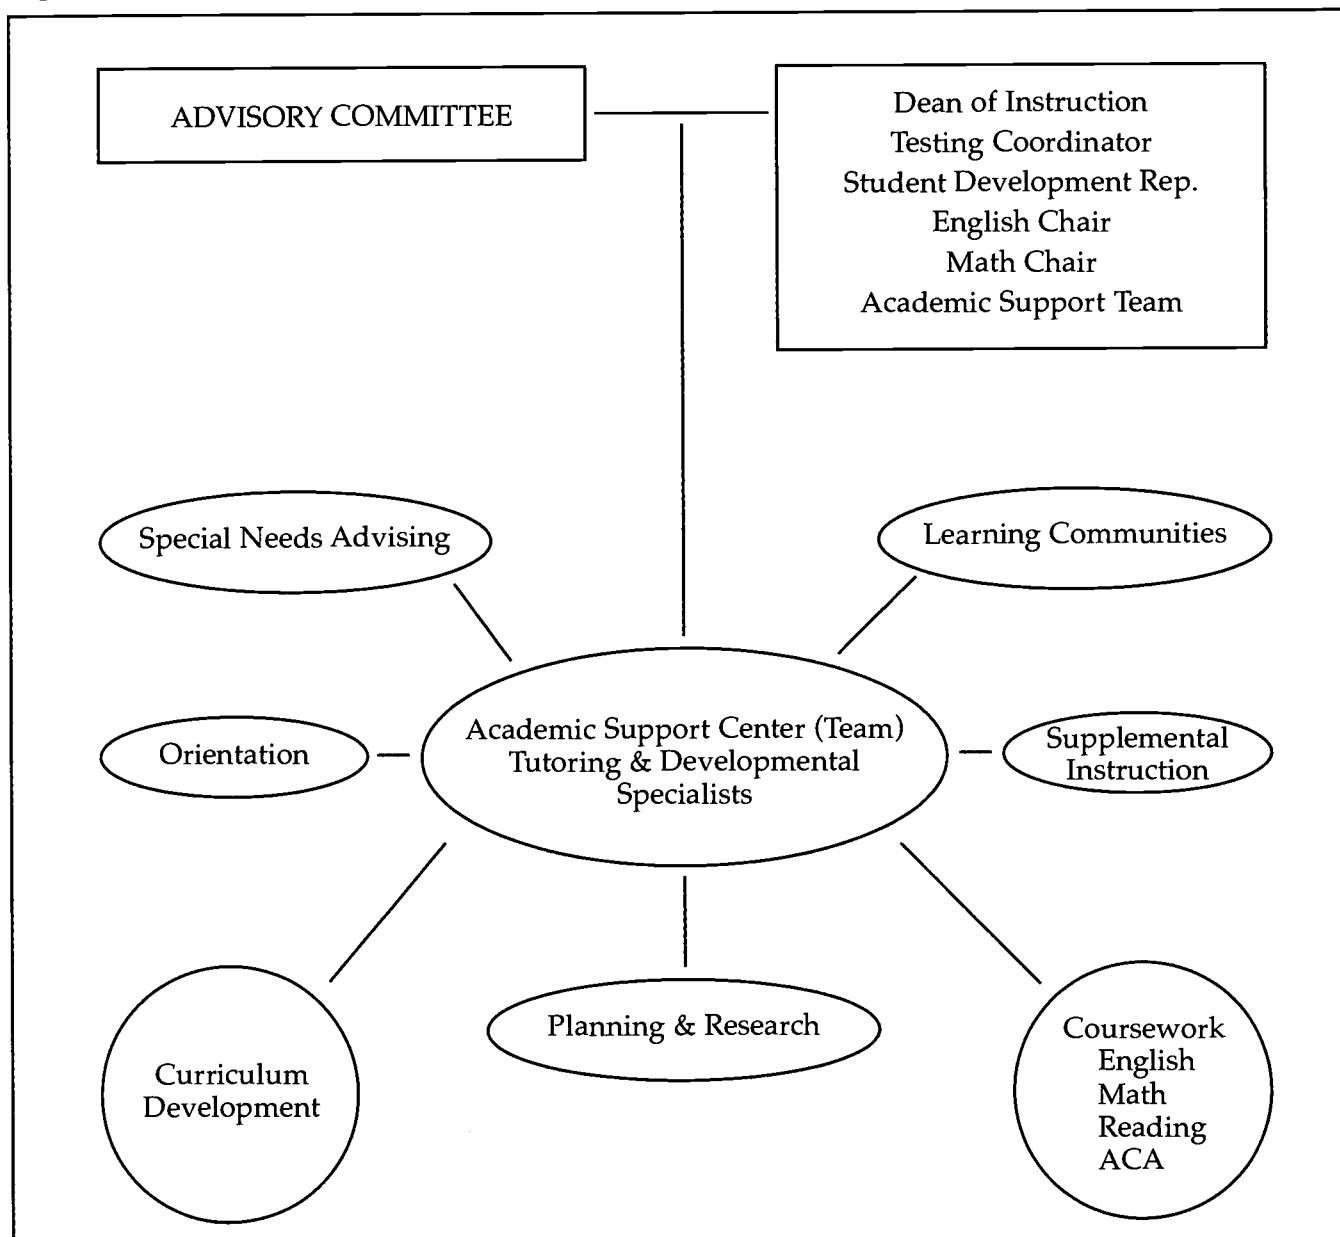 ADVISORY COMMITTEE
Dean of Instruction
Testing Coordinator
Student Development Rep.
English Chair
Math Chair
Academic Support Team
Special Needs Advising
Learning Communities
Academic Support Center (Team)
Tutoring & Developmental
Specialists
Orientation
Supplemental
Instruction
Curriculum
Development
Planning & Research
Coursework
English
Math
Reading
ACA